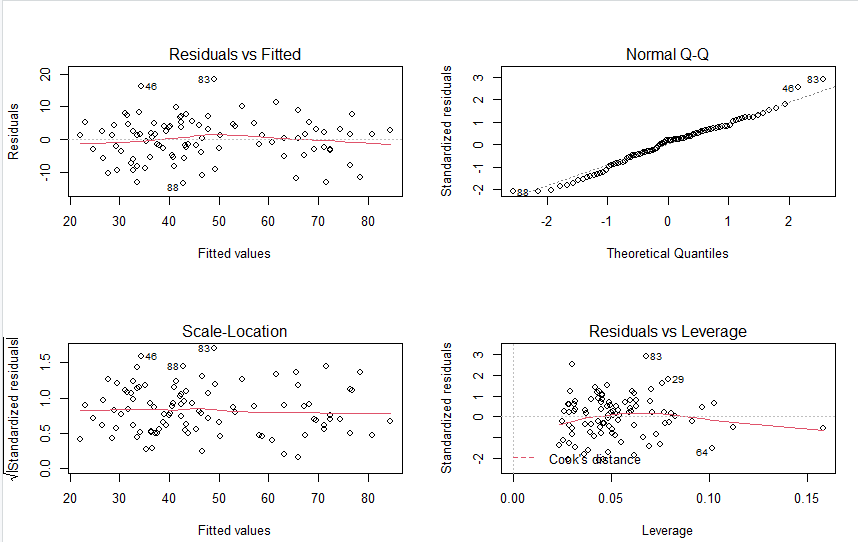 Residuals vs Fitted
Residuals
20
10
0
-10
46
83
88
20 30 40 50 60 70 80
Fitted values
Normal Q-Q
Standardized residuals
3
2
1
0
-1
-2
46
83
88
-2 -1 0 1 2
Theoretical Quantiles
Scale-Location
√|Standardized residuals|
1.5
1.0
0.5
0.0
46
83
88
20 30 40 50 60 70 80
Fitted values
Residuals vs Leverage
Standardized residuals
3
2
1
0
-2
83
29
64
Cook's distance
0.00 0.05 0.10 0.15
Leverage